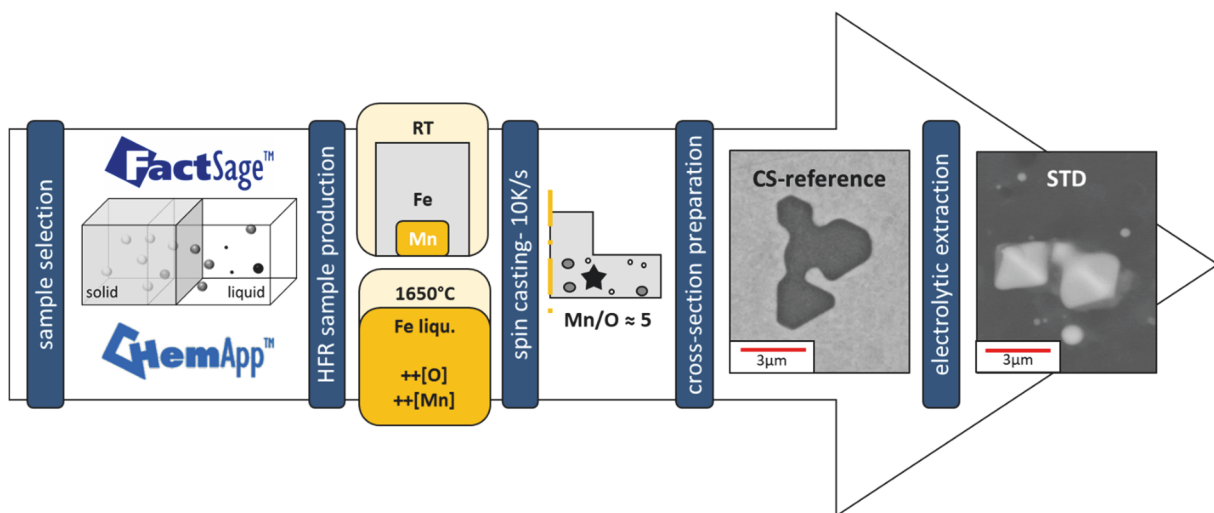 sample selection
FactSage™
solid
liquid
CHemApp™
HFR sample production
RT
Fe
Mn
1650°C
Fe liqu.
++[O]
++[Mn]
spin casting- 10K/s
Mn/O ≈ 5
cross-section preparation
CS-reference
3µm
electrolytic extraction
STD
3µm